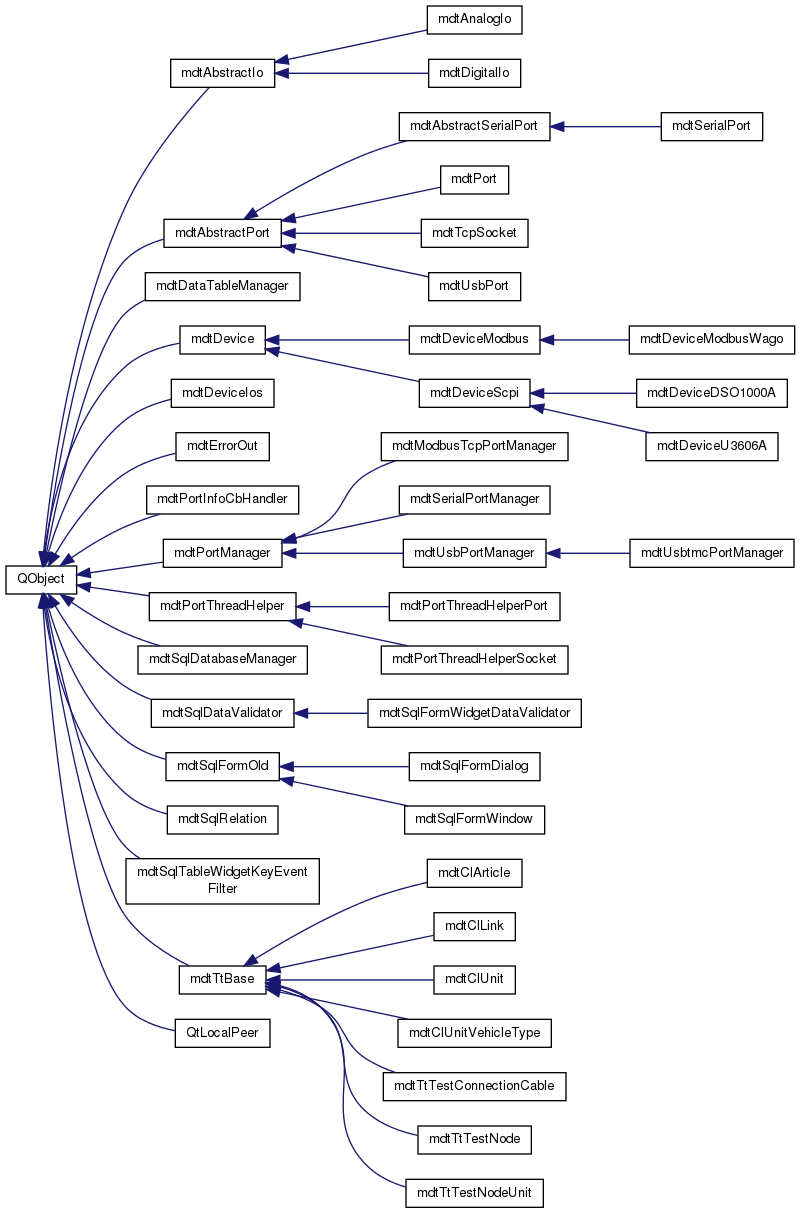 mdtAnalogIo
mdtAbstractIo
mdtDigitalIo
mdtAbstractSerialPort
mdtSerialPort
mdtPort
mdtAbstractPort
mdtTcpSocket
mdtUsbPort
mdtDataTableManager
mdtDevice
mdtDeviceModbus
mdtDeviceModbusWago
mdtDeviceScpi
mdtDeviceDSO1000A
mdtDeviceIos
mdtDeviceU3606A
mdtErrorOut
mdtModbusTcpPortManager
mdtPortInfoCbHandler
mdtSerialPortManager
mdtPortManager
mdtUsbPortManager
mdtUsbtmcPortManager
QObject
mdtPortThreadHelper
mdtPortThreadHelperPort
mdtSqlDatabaseManager
mdtPortThreadHelperSocket
mdtSqlDataValidator
mdtSqlFormWidgetDataValidator
mdtSqlFormOld
mdtSqlFormDialog
mdtSqlRelation
mdtSqlFormWindow
mdtSqlTableWidgetKeyEvent
Filter
mdtClArticle
mdtClLink
mdtTtBase
mdtClUnit
QtLocalPeer
mdtClUnitVehicleType
mdtTtTestConnectionCable
mdtTtTestNode
mdtTtTestNodeUnit